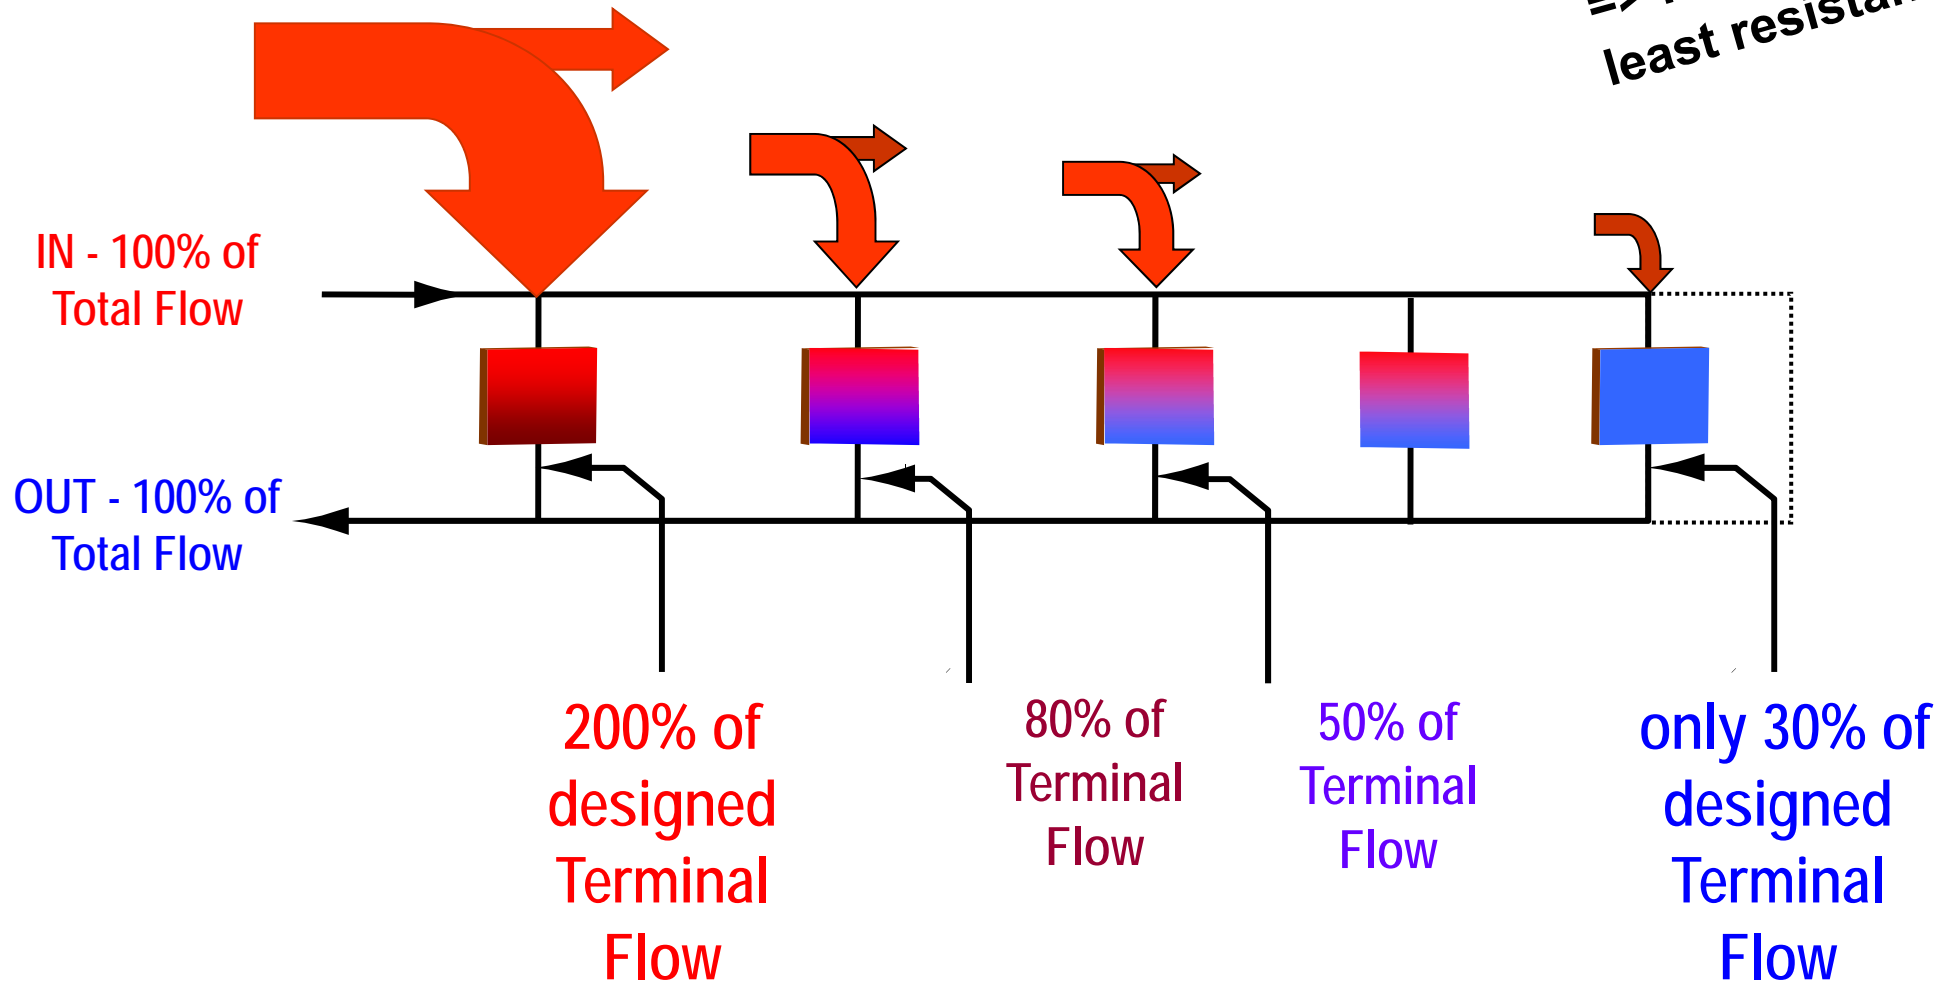 =>
least resistan
IN - 100% of
Total Flow
OUT - 100% of
Total Flow
200% of
designed
Terminal
Flow
80% of
Terminal
Flow
50% of
Terminal
Flow
only 30% of
designed
Terminal
Flow